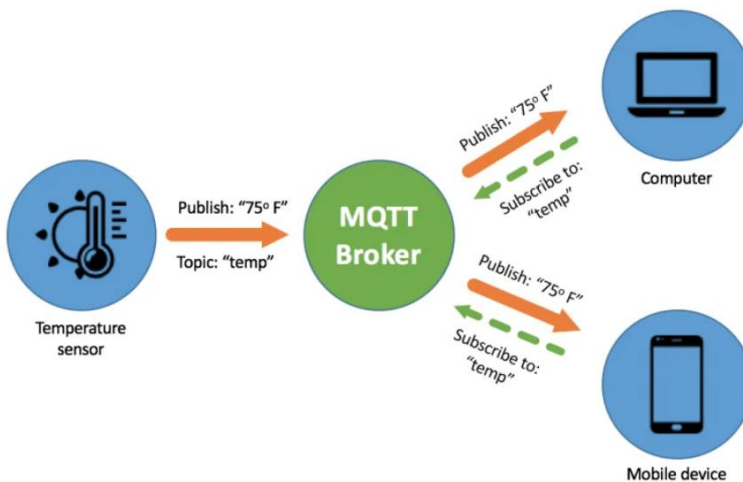 Publish: “75º F”
Topic: “temp”
Temperature
sensor
MQTT
Broker
Publish: “75º F”
Subscribe to:
“temp”
Computer
Publish: “75º F”
Subscribe to:
“temp”
Mobile device